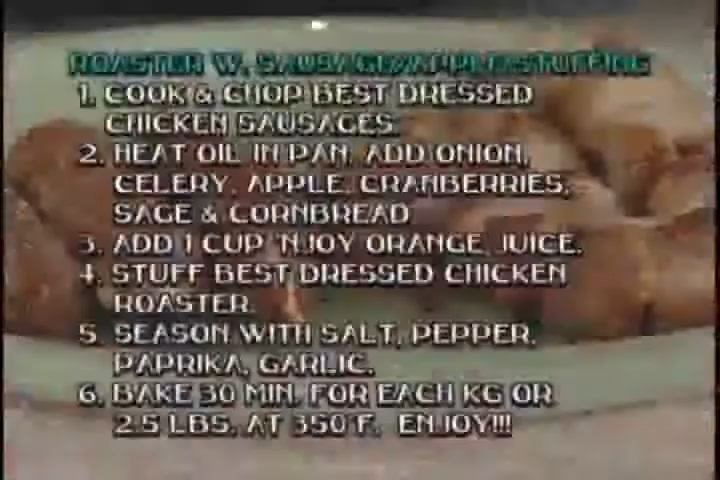 ROASTER W. SAUSAGE/APPLE STUFFING
1. COOK & CHOP BEST DRESSED
CHICKEN SAUSAGES.
2. HEAT OIL IN PAN, ADD ONION,
CELERY, APPLE, CRANBERRIES,
SAGE & CORNBREAD
3. ADD 1 CUP 'NJOY ORANGE JUICE.
4. STUFF BEST DRESSED CHICKEN
ROASTER.
5. SEASON WITH SALT, PEPPER,
PAPRIKA, GARLIC.
6. BAKE 30 MIN. FOR EACH KG OR
2.5 LBS. AT 350°F. ENJOY!!!